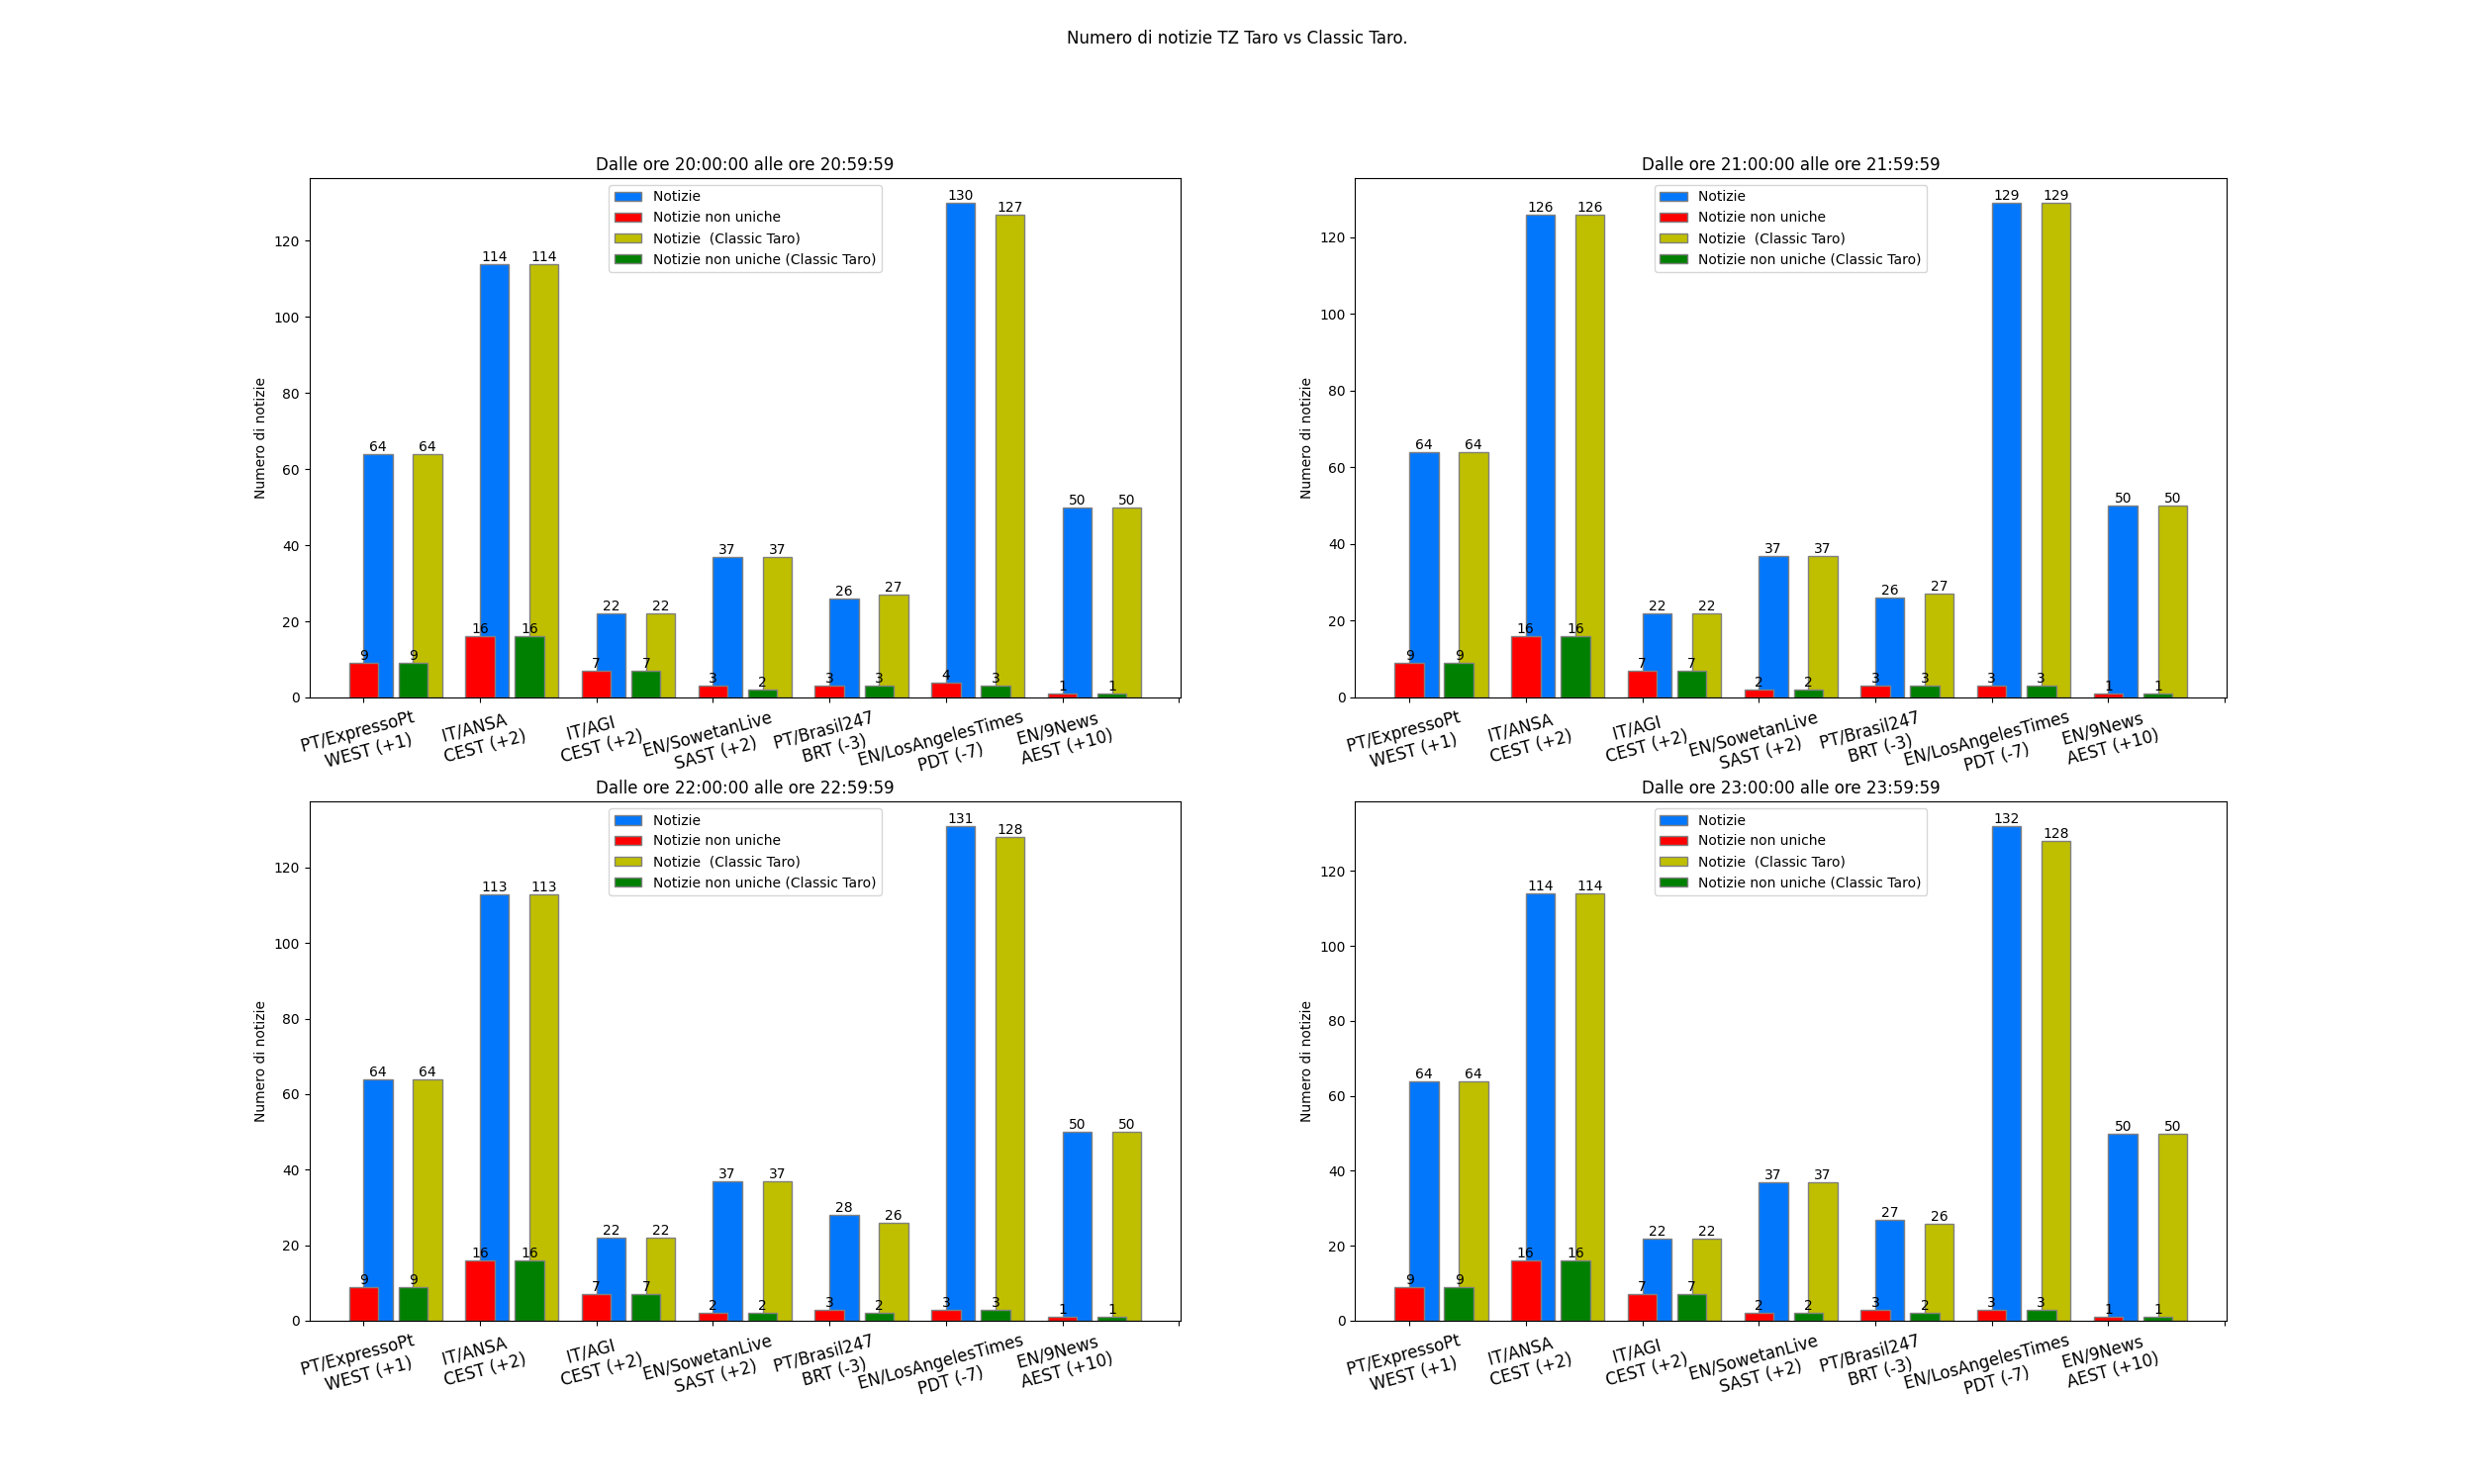 Numero di notizie TZ Taro vs Classic Taro.
Dalle ore 20:00:00 alle ore 20:59:59
Notizie
Notizie non uniche
Notizie  (Classic Taro)
Notizie non uniche (Classic Taro)
Numero di notizie
120
100
80
60
40
20
0
64 64 114 114 22 22 37 37 26 27 130 127 50 50
9 9 16 16 7 7 3 2 3 3 4 3 1 1
PT/ExpressoPt
WEST (+1)
IT/ANSA
CEST (+2)
IT/AGI
CEST (+2)
EN/SowetanLive
SAST (+2)
PT/Brasil247
BRT (-3)
EN/LosAngelesTimes
PDT (-7)
EN/9News
AEST (+10)
Dalle ore 21:00:00 alle ore 21:59:59
Notizie
Notizie non uniche
Notizie  (Classic Taro)
Notizie non uniche (Classic Taro)
Numero di notizie
120
100
80
60
40
20
0
64 64 126 126 22 22 37 37 26 27 129 129 50 50
9 9 16 16 7 7 2 2 3 3 3 3 1 1
PT/ExpressoPt
WEST (+1)
IT/ANSA
CEST (+2)
IT/AGI
CEST (+2)
EN/SowetanLive
SAST (+2)
PT/Brasil247
BRT (-3)
EN/LosAngelesTimes
PDT (-7)
EN/9News
AEST (+10)
Dalle ore 22:00:00 alle ore 22:59:59
Notizie
Notizie non uniche
Notizie  (Classic Taro)
Notizie non uniche (Classic Taro)
Numero di notizie
120
100
80
60
40
20
0
64 64 113 113 22 22 37 37 28 26 131 128 50 50
9 9 16 16 7 7 2 2 3 2 3 3 1 1
PT/ExpressoPt
WEST (+1)
IT/ANSA
CEST (+2)
IT/AGI
CEST (+2)
EN/SowetanLive
SAST (+2)
PT/Brasil247
BRT (-3)
EN/LosAngelesTimes
PDT (-7)
EN/9News
AEST (+10)
Dalle ore 23:00:00 alle ore 23:59:59
Notizie
Notizie non uniche
Notizie  (Classic Taro)
Notizie non uniche (Classic Taro)
Numero di notizie
120
100
80
60
40
20
0
64 64 114 114 22 22 37 37 27 26 132 128 50 50
9 9 16 16 7 7 2 2 3 2 3 3 1 1
PT/ExpressoPt
WEST (+1)
IT/ANSA
CEST (+2)
IT/AGI
CEST (+2)
EN/SowetanLive
SAST (+2)
PT/Brasil247
BRT (-3)
EN/LosAngelesTimes
PDT (-7)
EN/9News
AEST (+10)